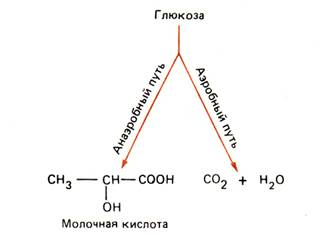 Глюкоза
Анаэробный путь
Аэробный путь
CH₃ — CH — COOH
OH
Молочная кислота
CO₂ + H₂O